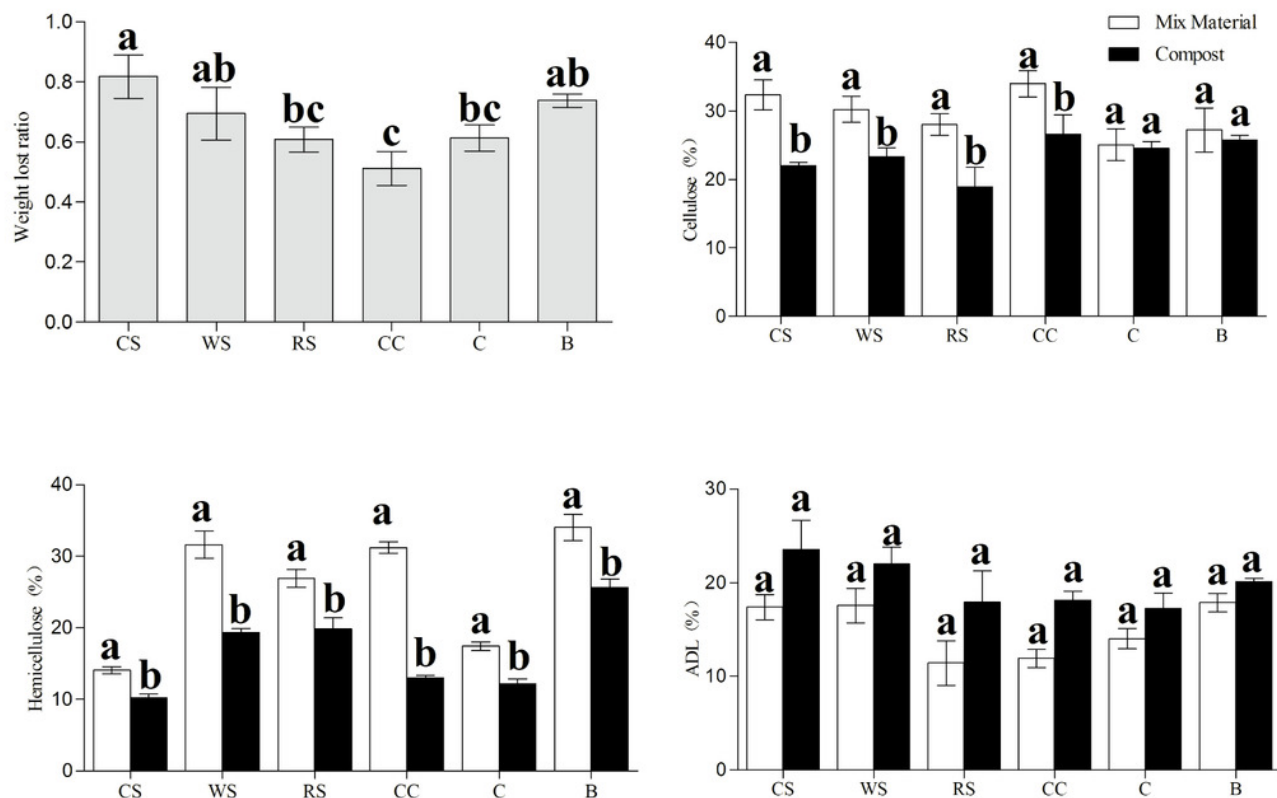 Weight lost ratio
1.0
0.8
0.6
0.4
0.2
0.0
a
ab
bc
c
bc
ab
CS WS RS CC C B
Mix Material
Compost
Cellulose (%)
40
30
20
10
0
a b a b a b a b a a a a
CS WS RS CC C B
Hemicellulose (%)
40
30
20
10
0
a b a b a b a b a b a b
CS WS RS CC C B
ADL (%)
30
20
10
0
a a a a a a a a a a a a
CS WS RS CC C B